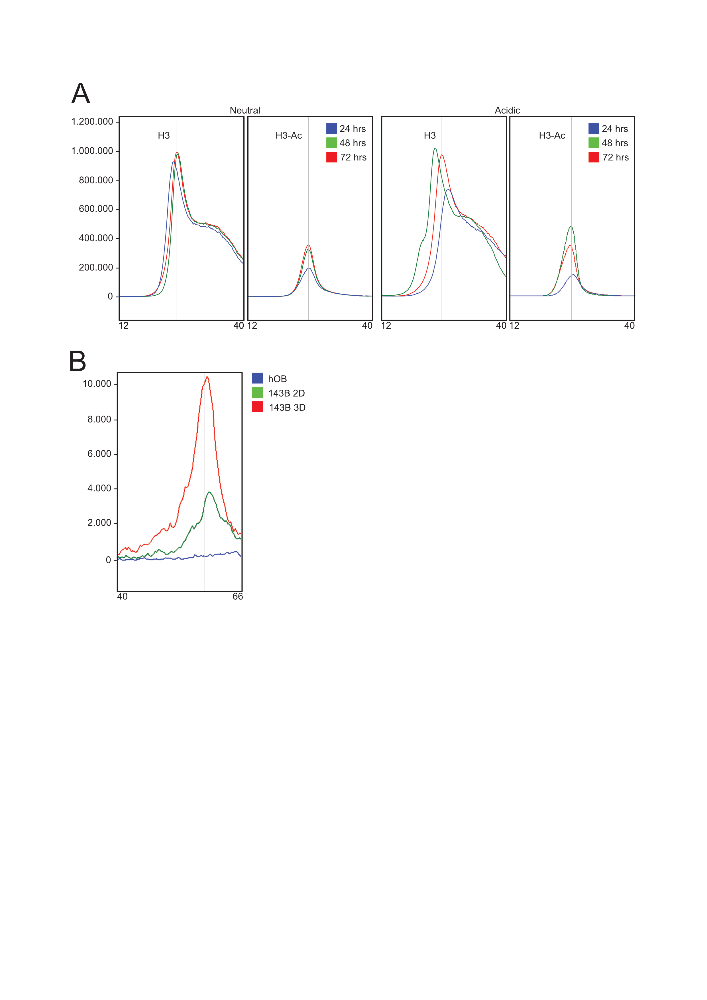 A
Neutral
Acidic
1.200.000
1.000.000
800.000
600.000
400.000
200.000
0
H3
H3-Ac
24 hrs
48 hrs
72 hrs
H3
H3-Ac
24 hrs
48 hrs
72 hrs
12
40
12
40
12
40
12
40
B
10.000
8.000
6.000
4.000
2.000
0
hOB
143B 2D
143B 3D
40
66